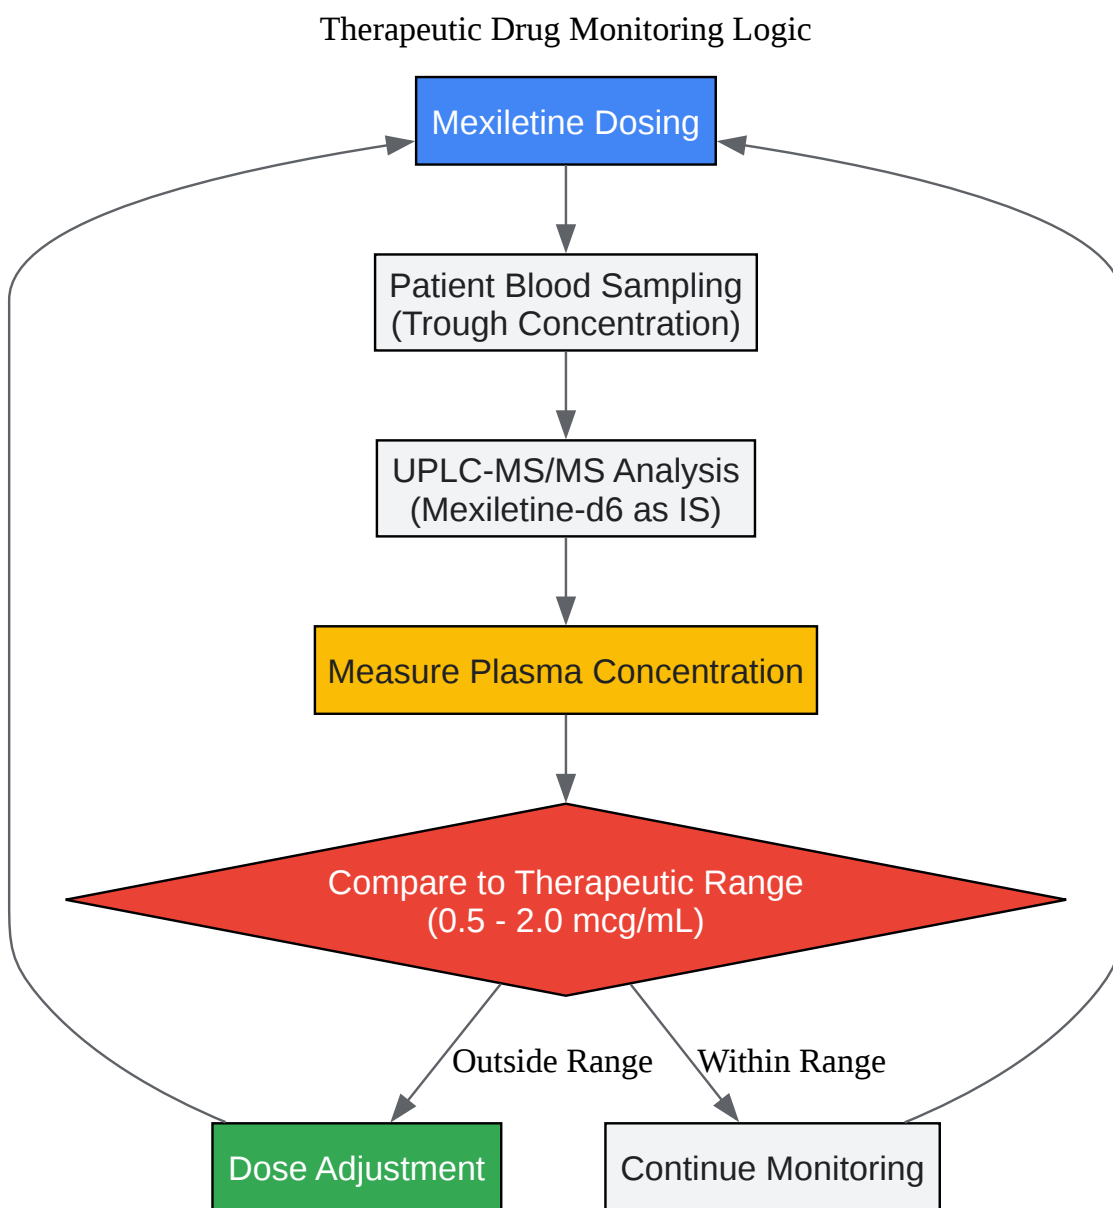 Therapeutic Drug Monitoring Logic
Mexiletine Dosing
Patient Blood Sampling
(Trough Concentration)
UPLC-MS/MS Analysis
(Mexiletine-d6 as IS)
Measure Plasma Concentration
Compare to Therapeutic Range
(0.5 - 2.0 mcg/mL)
Outside Range
Within Range
Dose Adjustment
Continue Monitoring